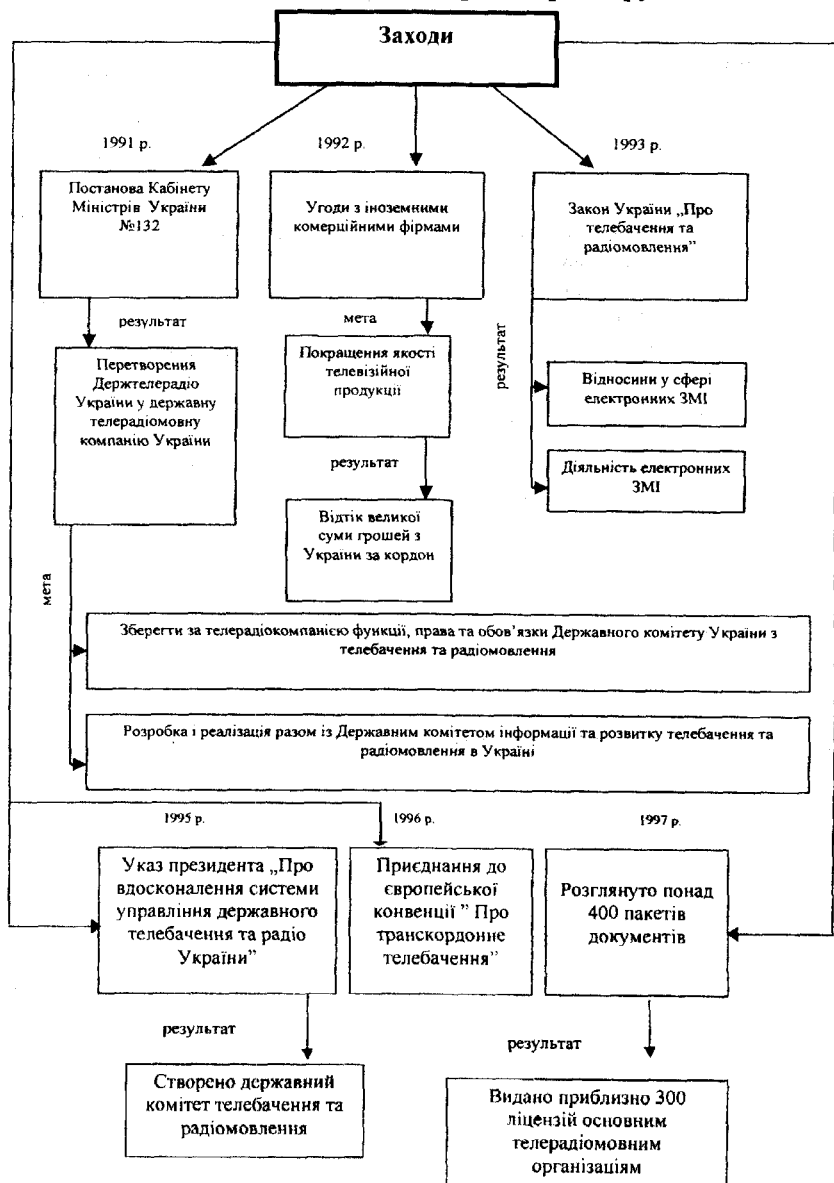 Заходи
1991 р.
1992 р.
1993 р.
Постанова Кабінету
Міністрів України
№132
Угоди з іноземними
комерційними фірмами
Закон України „Про
телебачення та
радіомовлення”
результат
мета
результат
Перетворення
Держтелерадіо
України у державну
телерадіомовну
компанію України
Покращення якості
телевізійної
продукції
Відносини у сфері
електронних ЗМІ
результат
Діяльність електронних
ЗМІ
Відтік великої
суми грошей з
України за кордон
мета
Зберегти за телерадіокомпанією функції, права та обов’язки Державного комітету України з
телебачення та радіомовлення
Розробка і реалізація разом із Державним комітетом інформації та розвитку телебачення та
радіомовлення в Україні
1995 р.
1996 р.
1997 р.
Указ президента „Про
вдосконалення системи
управління державного
телебачення та радіо
України”
Приєднання до
європейської
конвенції ” Про
транскордонне
телебачення”
Розглянуто понад
400 пакетів
документів
результат
результат
Створено державний
комітет телебачення та
радіомовлення
Видано приблизно 300
ліцензій основним
телерадіомовним
організаціям